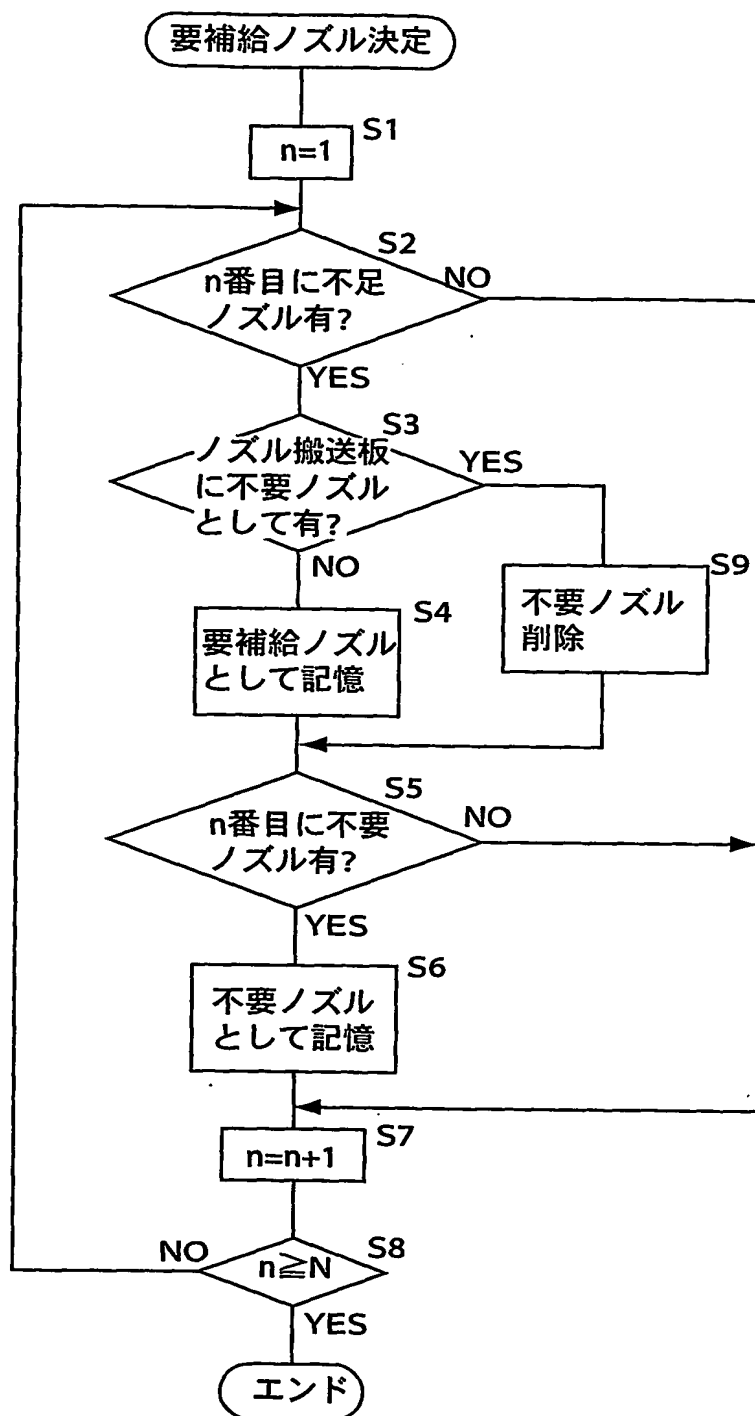 要補給ノズル決定
S1
n=1
S2
n番目に不足
ノズル有?
NO
YES
S3
ノズル搬送板
に不要ノズル
として有?
YES
NO
S9
不要ノズル
削除
S4
要補給ノズル
として記憶
S5
n番目に不要
ノズル有?
NO
YES
S6
不要ノズル
として記憶
S7
n=n+1
S8
n≧N
NO
YES
エンド